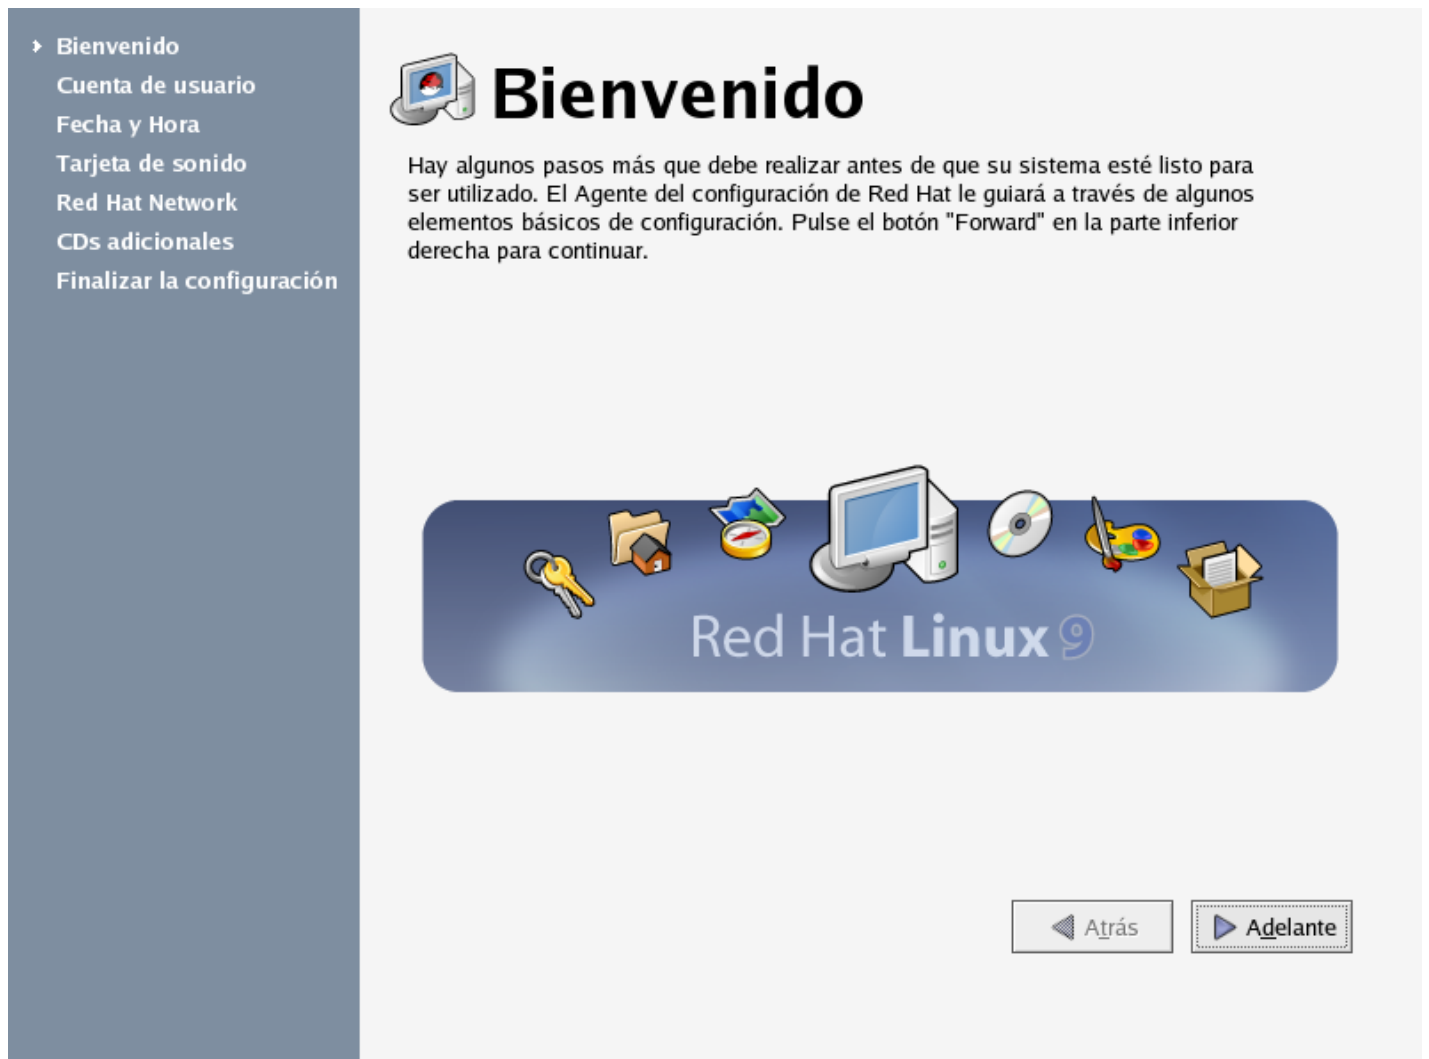 Bienvenido
Cuenta de usuario
Fecha y Hora
Tarjeta de sonido
Red Hat Network
CDs adicionales
Finalizar la configuración
Bienvenido
Hay algunos pasos más que debe realizar antes de que su sistema esté listo para
ser utilizado. El Agente del configuración de Red Hat le guiará a través de algunos
elementos básicos de configuración. Pulse el botón "Forward" en la parte inferior
derecha para continuar.
Red Hat Linux 9
Atrás
Adelante